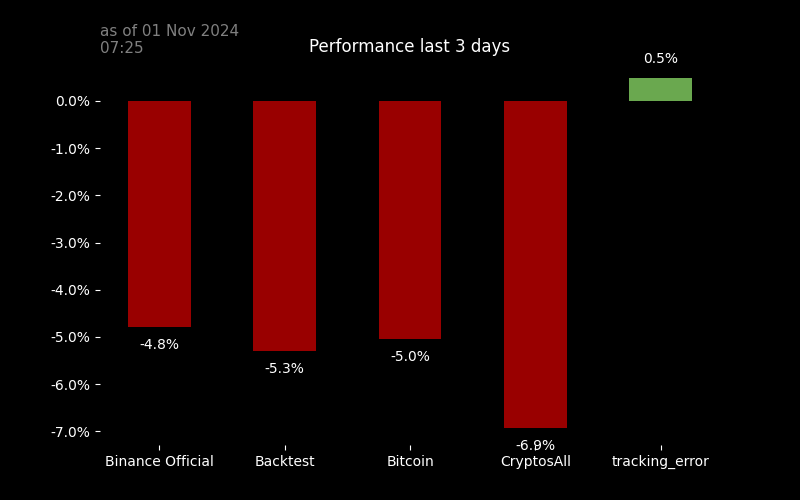 as of 01 Nov 2024
07:25
Performance last 3 days
0.5%
0.0%
-1.0%
-2.0%
-3.0%
-4.0%
-5.0%
-6.0%
-7.0%
-4.8%
-5.3%
-5.0%
-6.9%
Binance Official
Backtest
Bitcoin
CryptosAll
tracking_error